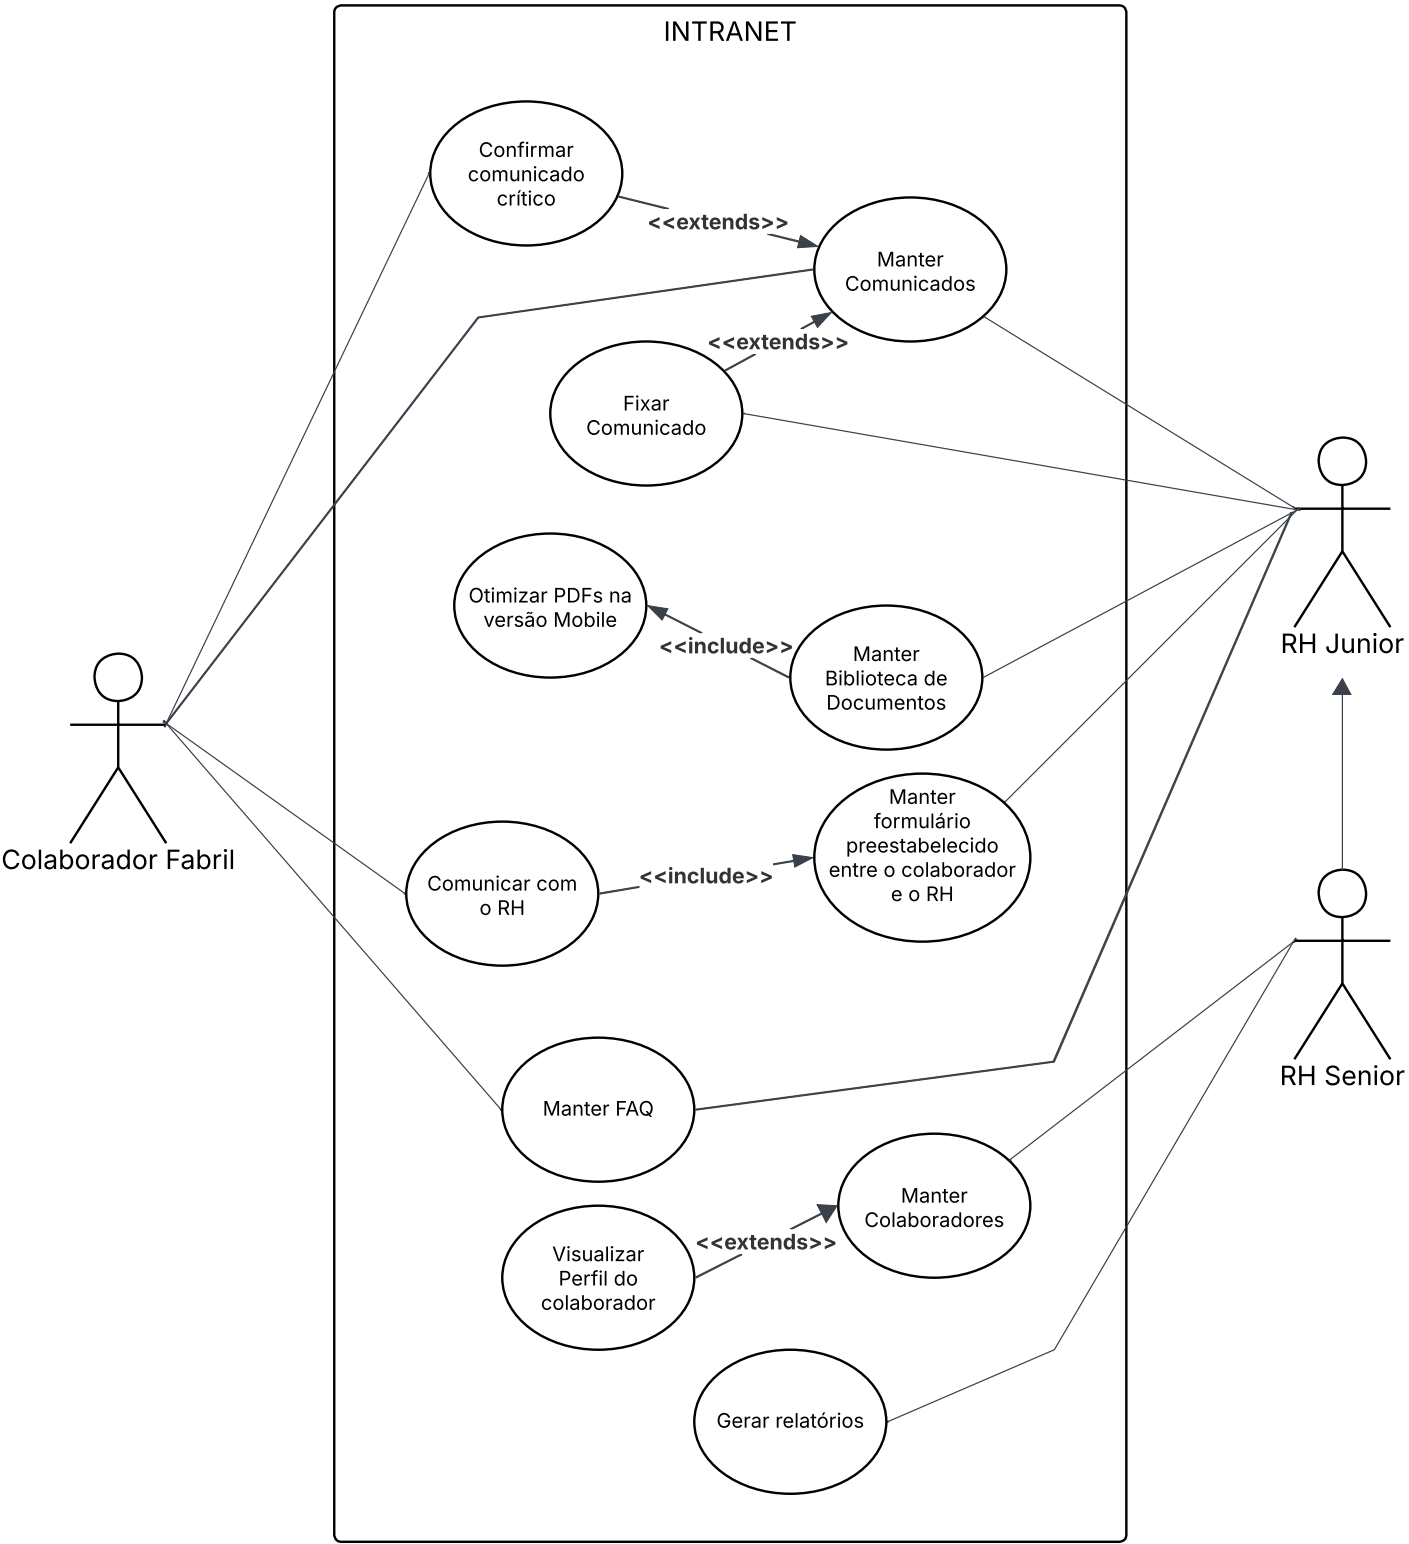 INTRANET
Confirmar
comunicado
crítico
<<extends>>
Manter
Comunicados
<<extends>>
Fixar
Comunicado
Otimizar PDFs na
versão Mobile
<<include>>
Manter
Biblioteca de
Documentos
RH Junior
Colaborador Fabril
Manter
formulário
preestabelecido
entre o colaborador
e o RH
<<include>>
Comunicar com
o RH
RH Senior
Manter FAQ
Manter
Colaboradores
<<extends>>
Visualizar
Perfil do
colaborador
Gerar relatórios